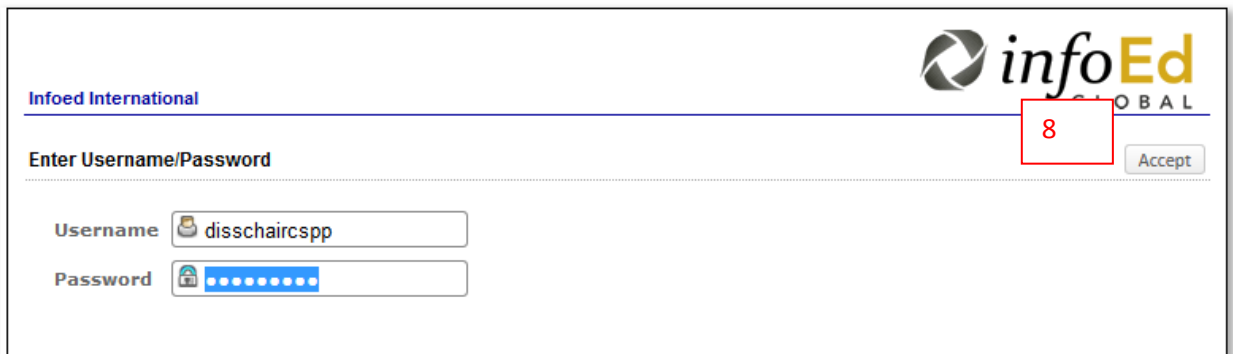 infoEd
GLOBAL
Infoed International
8
Enter Username/Password
Accept
Username disschaircspp
Password •••••••••